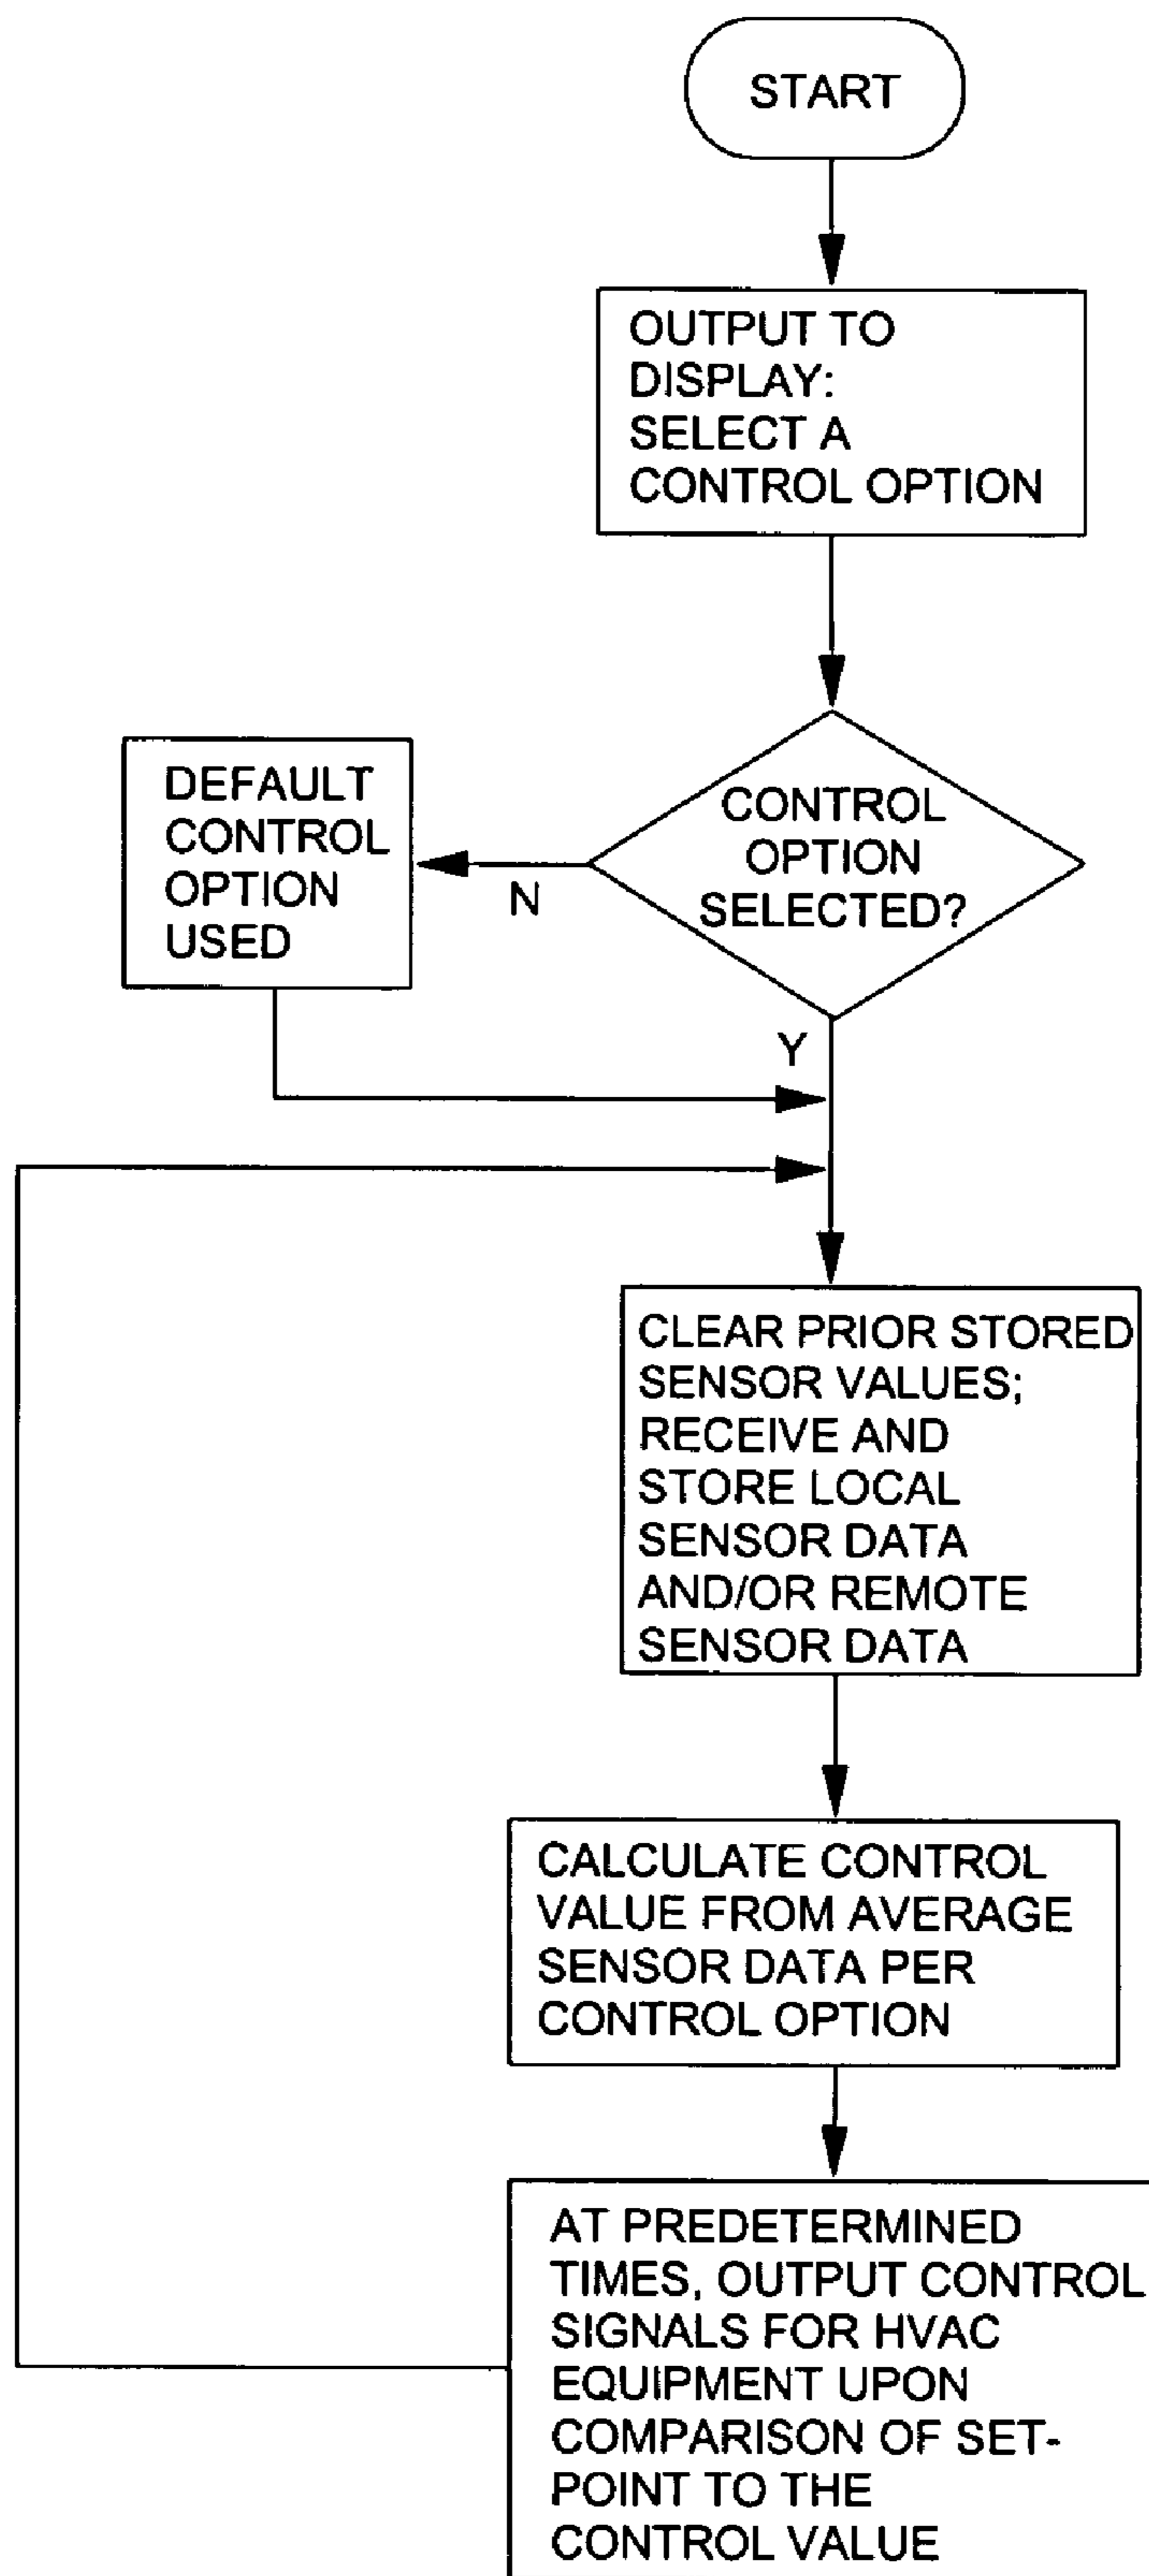 START
OUTPUT TO
DISPLAY:
SELECT A
CONTROL OPTION
CONTROL
OPTION
SELECTED?
N
DEFAULT
CONTROL
OPTION
USED
Y
CLEAR PRIOR STORED
SENSOR VALUES;
RECEIVE AND
STORE LOCAL
SENSOR DATA
AND/OR REMOTE
SENSOR DATA
CALCULATE CONTROL
VALUE FROM AVERAGE
SENSOR DATA PER
CONTROL OPTION
AT PREDETERMINED
TIMES, OUTPUT CONTROL
SIGNALS FOR HVAC
EQUIPMENT UPON
COMPARISON OF SET-
POINT TO THE
CONTROL VALUE